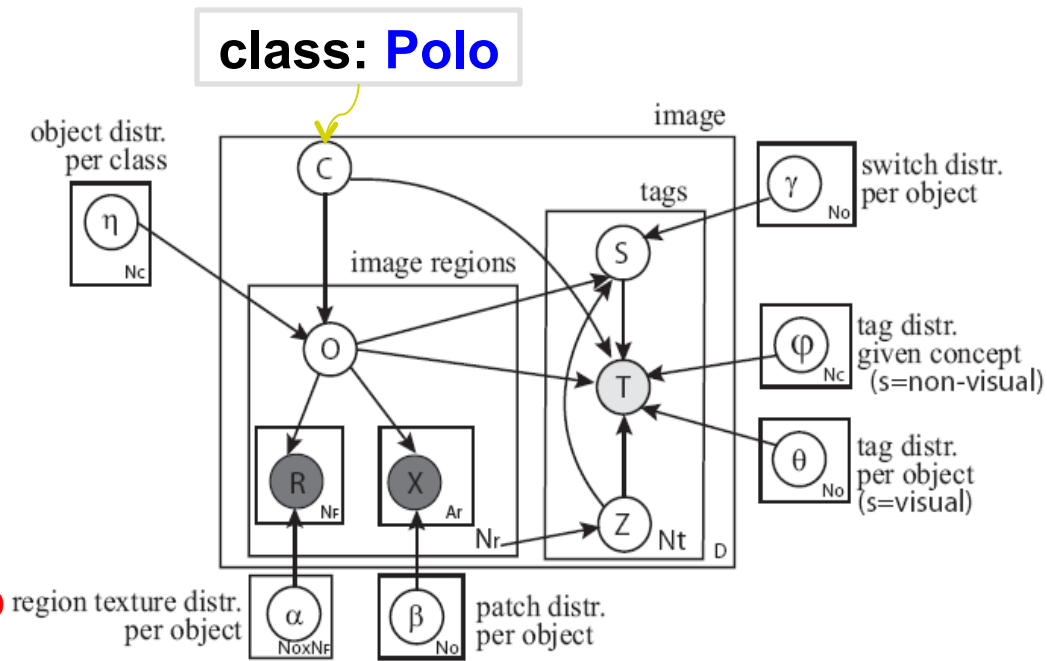 class: Polo
image
object distr.
per class
C
η
Nc
tags
γ
No
switch distr.
per object
S
image regions
O
T
φ
Nc
tag distr.
given concept
(s=non-visual)
θ
No
tag distr.
per object
(s=visual)
R
NF
X
Ar
Nr
Z
Nt
D
region texture distr.
per object
α
NoxNF
β
No
patch distr.
per object